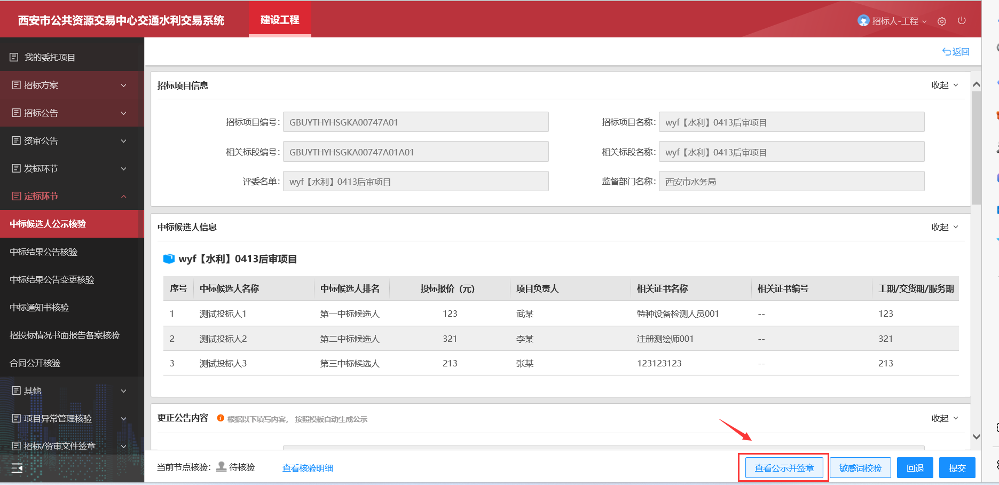 西安市公共资源交易中心交通水利交易系统
建设工程
招标人-工程
返回
我的委托项目
招标方案
招标公告
资审公告
发标环节
定标环节
中标候选人公示核验
中标结果公告核验
中标结果公告变更核验
中标通知书核验
招投标情况书面报告备案核验
合同公开核验
其他
项目异常管理核验
招标/资审文件签章
招标项目信息
收起
招标项目编号: GBUYTHYHSGKA00747A01
招标项目名称: wyf【水利】0413后审项目
相关标段编号: GBUYTHYHSGKA00747A01A01
相关标段名称: wyf【水利】0413后审项目
评委名单: wyf【水利】0413后审项目
监督部门名称: 西安市水务局
中标候选人信息
收起
wyf【水利】0413后审项目
序号 中标候选人名称 中标候选人排名 投标报价（元） 项目负责人 相关证书名称 相关证书编号 工期/交货期/服务期
1 测试投标人1 第一中标候选人 123 武某 特种设备检测人员001 -- 123
2 测试投标人2 第二中标候选人 321 李某 注册测绘师001 -- 321
3 测试投标人3 第三中标候选人 213 张某 123123123 -- 213
更正公告内容 根据以下填写内容， 按照模板自动生成公示
收起
当前节点核验: 待核验 查看核验明细
查看公示并签章
敏感词校验
回退
提交